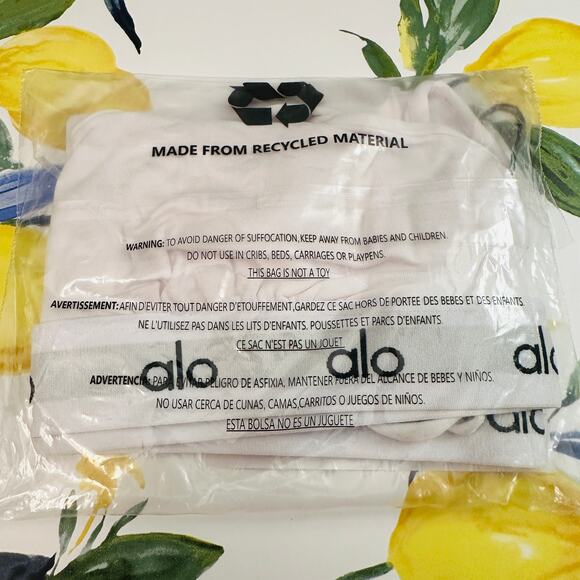 MADE FROM RECYCLED MATERIAL
WARNING: TO AVOID DANGER OF SUFFOCATION, KEEP AWAY FROM BABIES AND CHILDREN.
DO NOT USE IN CRIBS, BEDS, CARRIAGES OR PLAYPENS.
THIS BAG IS NOT A TOY
AVERTISSEMENT: AFIN D'EVITER TOUT DANGER D'ETOUFFEMENT, GARDEZ CE SAC HORS DE PORTEE DES BEBES ET DES ENFANTS.
NE L'UTILISEZ PAS DANS LES LITS D'ENFANTS. POUSSETTES ET PARCS D'ENFANTS.
CE SAC N'EST PAS UN JOUET.
alo alo alo
ADVERTENCIA: PARA EVITAR PELIGRO DE ASFIXIA, MANTENER FUERA DEL ALCANCE DE BEBES Y NIÑOS.
NO USAR CERCA DE CUNAS, CAMAS, CARRITOS O JUEGOS DE NIÑOS.
alo
ESTA BOLSA NO ES UN JUGUETE